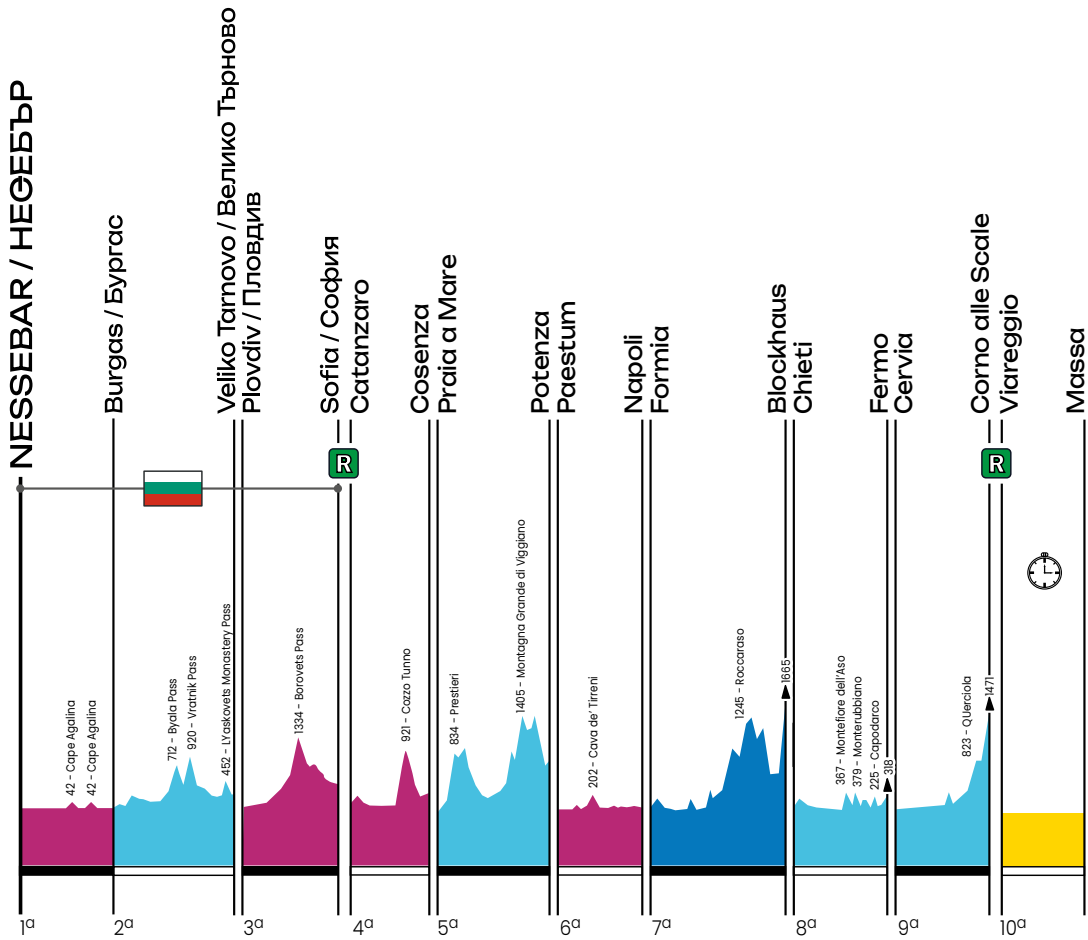 NESSEBAR / НЕѲЕБЪР
Burgas / Бургас
Veliko Tarnovo / Велико Търново
Plovdiv / Пловдив
Sofia / София
Catanzaro
Cosenza
Praia a Mare
Potenza
Paestum
Napoli
Formia
Blockhaus
Chieti
Fermo
Cervia
Corno alle Scale
Viareggio
Massa
R
R
42 - Cape Agalina
42 - Cape Agalina
712 - Byala Pass
920 - Vratnik Pass
452 - LYaskovets Monastery Pass
1334 - Borovets Pass
921 - Cozzo Tunno
834 - Prestieri
1405 - Montagna Grande di Viggiano
202 - Cava de' Tirreni
1245 - Roccaraso
1665
367 - Montefiore dell'Aso
379 - Monterubbiano
225 - Capodarco
318
823 - QUerciola
1471
1ª
2ª
3ª
4ª
5ª
6ª
7ª
8ª
9ª
10ª